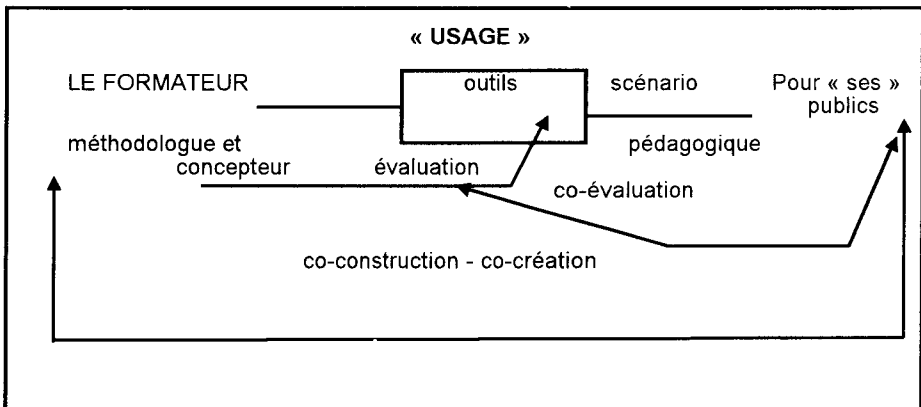 « USAGE »
LE FORMATEUR outils scénario Pour « ses »
publics
méthodologue et pédagogique
concepteur évaluation
co-évaluation
co-construction - co-création